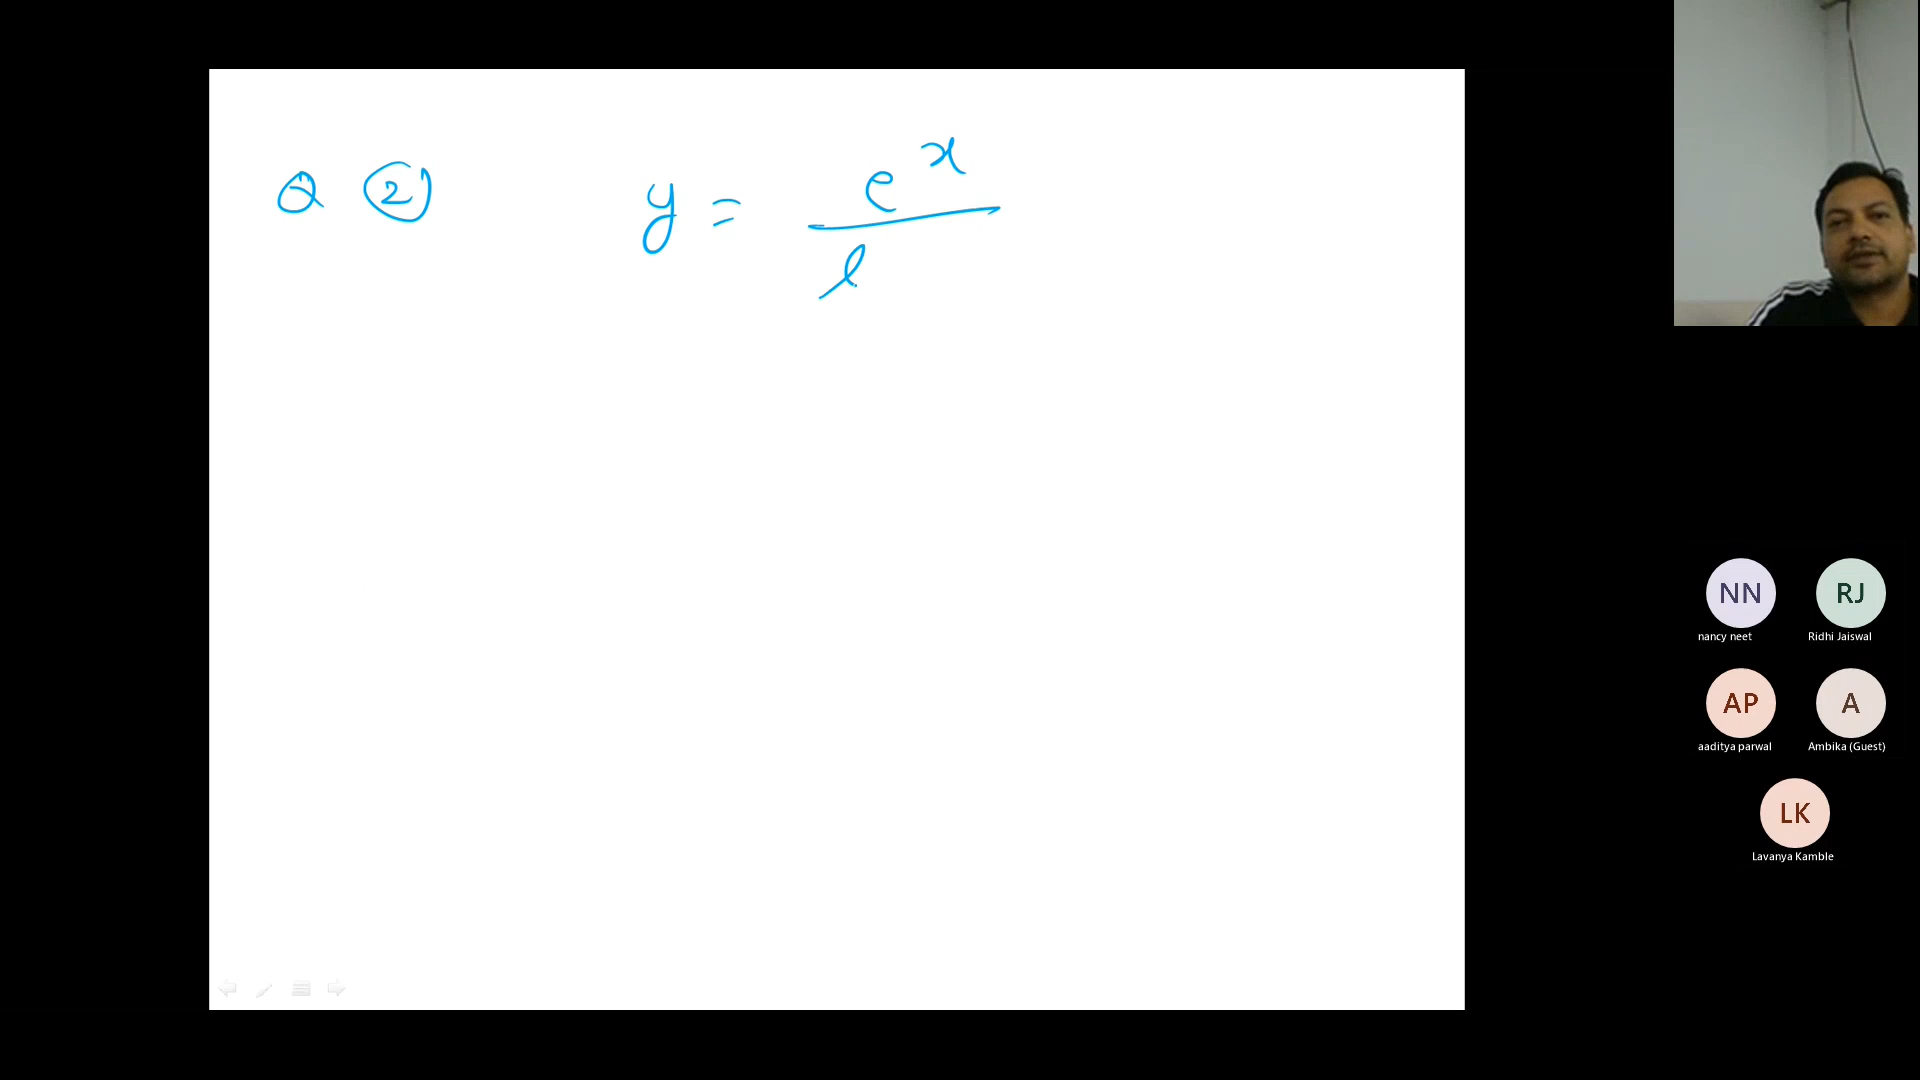 Q ② y = e^x / l
NN RJ
nancy neet Ridhi Jaiswal
AP A
aaditya parwal Ambika (Guest)
LK
Lavanya Kamble